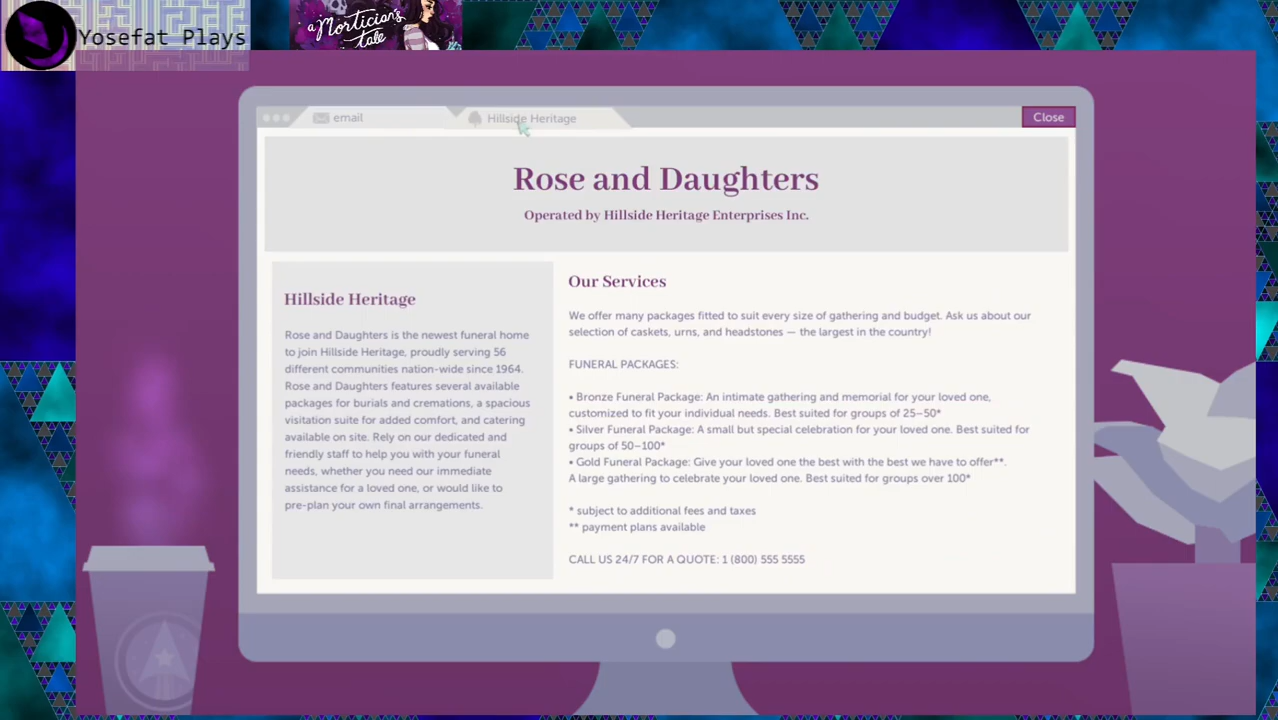 Yosefat Plays
a Mortician's
tale
email
Hillside Heritage
Close
Rose and Daughters
Operated by Hillside Heritage Enterprises Inc.
Hillside Heritage
Rose and Daughters is the newest funeral home
to join Hillside Heritage, proudly serving 56
different communities nation-wide since 1964.
Rose and Daughters features several available
packages for burials and cremations, a spacious
visitation suite for added comfort, and catering
available on site. Rely on our dedicated and
friendly staff to help you with your funeral
needs, whether you need our immediate
assistance for a loved one, or would like to
pre-plan your own final arrangements.
Our Services
We offer many packages fitted to suit every size of gathering and budget. Ask us about our
selection of caskets, urns, and headstones — the largest in the country!
FUNERAL PACKAGES:
• Bronze Funeral Package: An intimate gathering and memorial for your loved one,
customized to fit your individual needs. Best suited for groups of 25–50*
• Silver Funeral Package: A small but special celebration for your loved one. Best suited for
groups of 50–100*
• Gold Funeral Package: Give your loved one the best with the best we have to offer**.
A large gathering to celebrate your loved one. Best suited for groups over 100*
* subject to additional fees and taxes
** payment plans available
CALL US 24/7 FOR A QUOTE: 1 (800) 555 5555